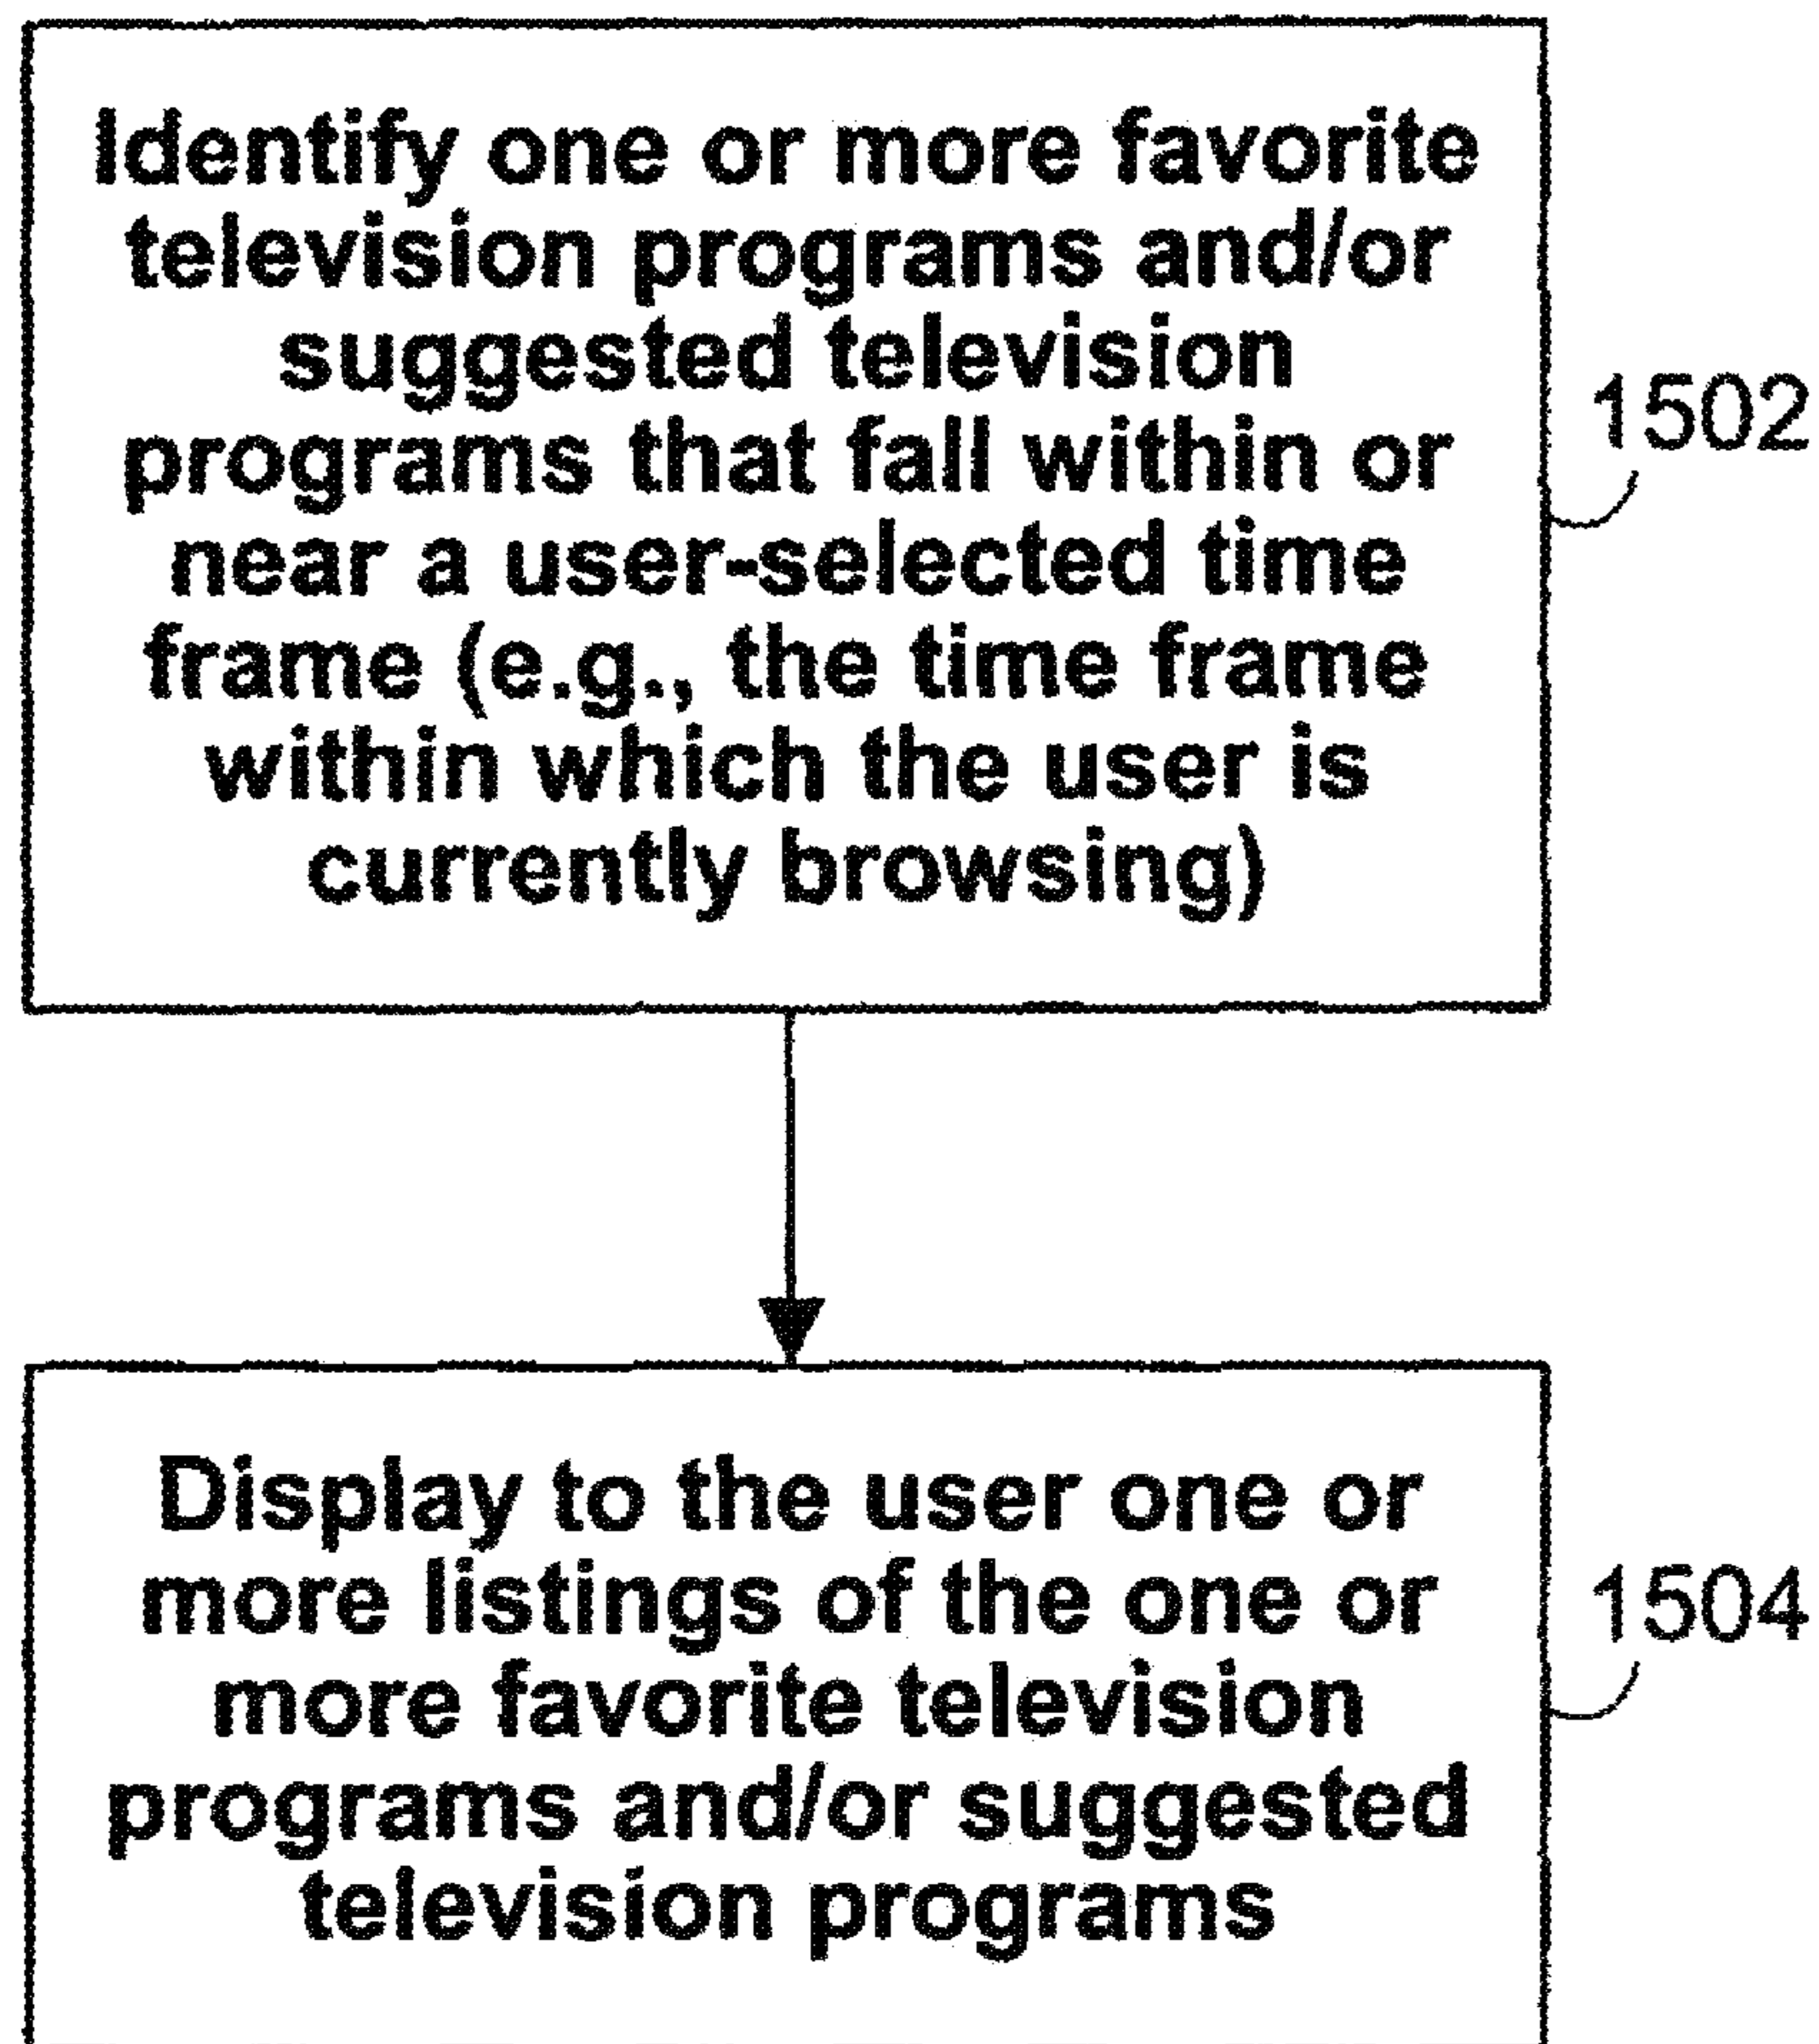 Identify one or more favorite
television programs and/or
suggested television
programs that fall within or
near a user-selected time
frame (e.g., the time frame
within which the user is
currently browsing)
1502
Display to the user one or
more listings of the one or
more favorite television
programs and/or suggested
television programs
1504